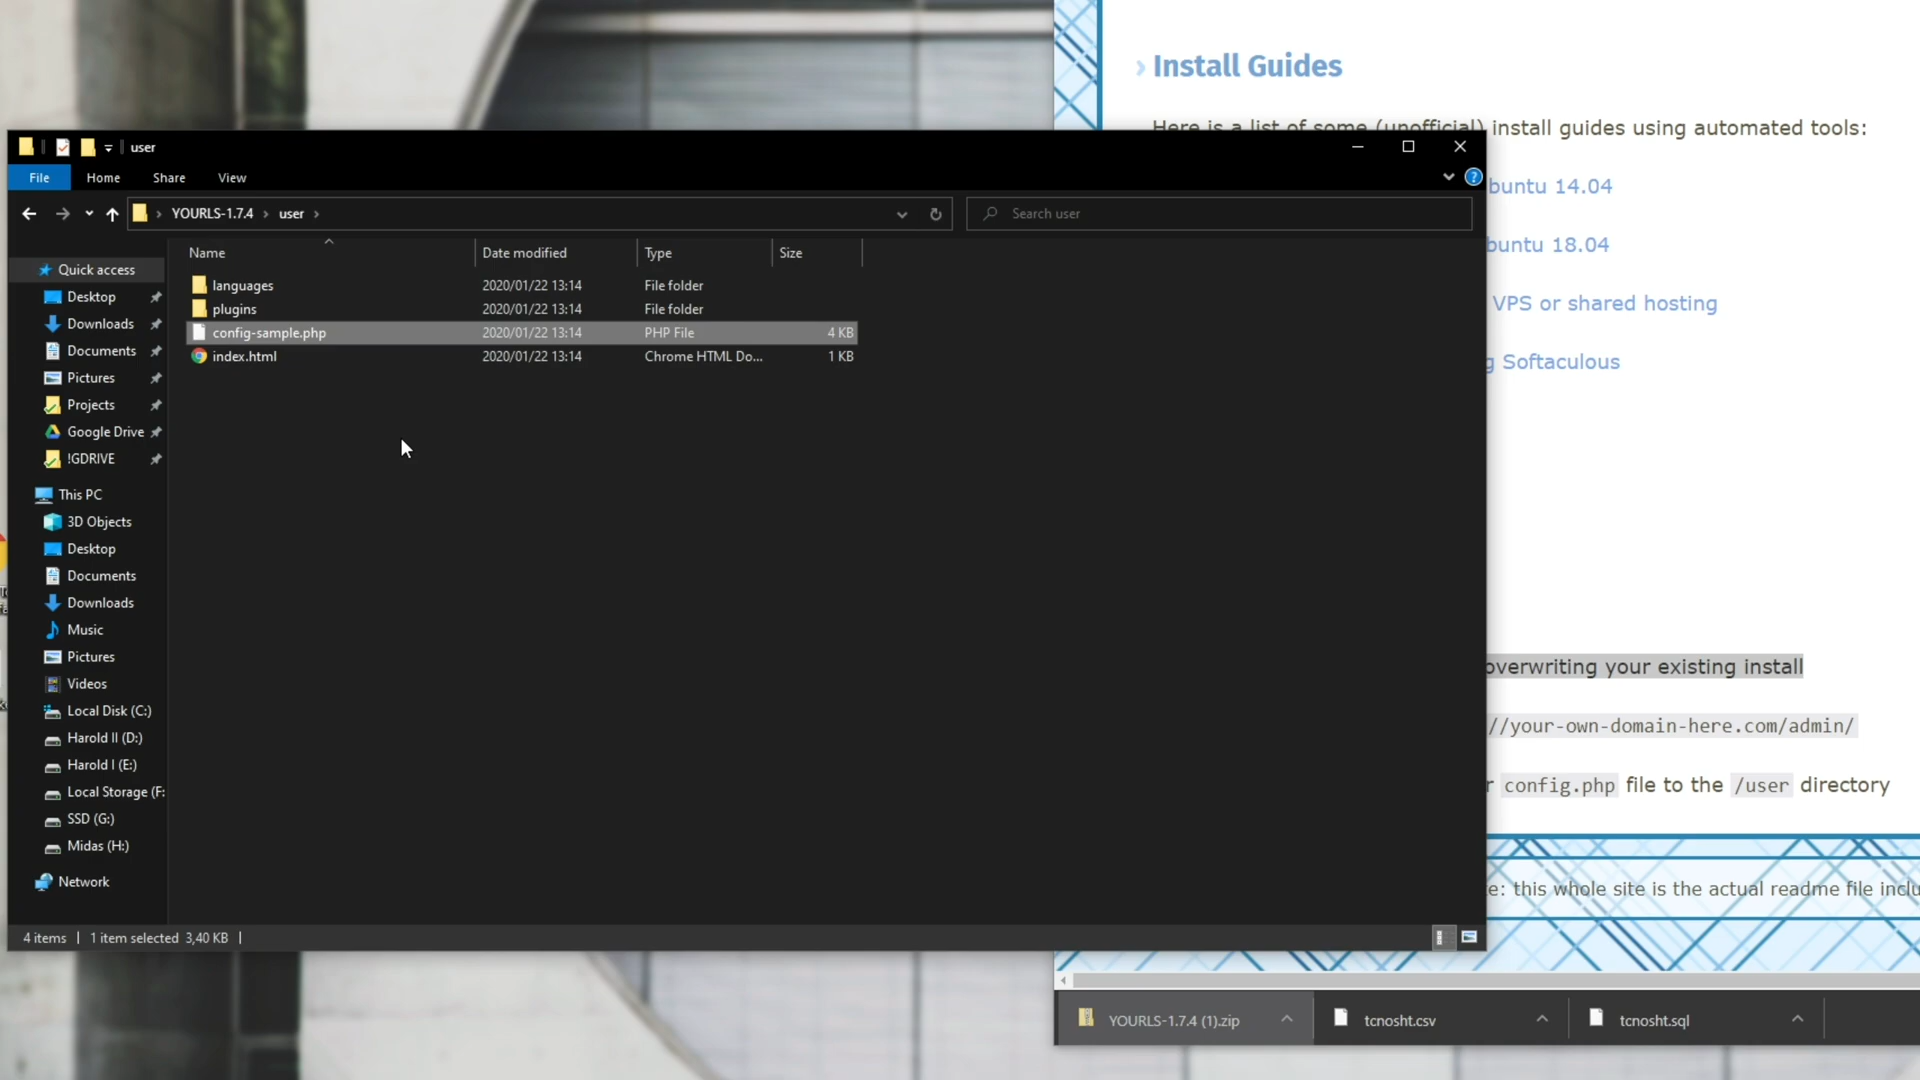 Install Guides
Here is a list of some (unofficial) install guides using automated tools:
user
File
Home
Share
View
YOURLS-1.7.4
user
Search user
Name
Date modified
Type
Size
languages
2020/01/22 13:14
File folder
plugins
2020/01/22 13:14
File folder
config-sample.php
2020/01/22 13:14
PHP File
4 KB
index.html
2020/01/22 13:14
Chrome HTML Do...
1 KB
Quick access
Desktop
Downloads
Documents
Pictures
Projects
Google Drive
!GDRIVE
This PC
3D Objects
Desktop
Documents
Downloads
Music
Pictures
Videos
Local Disk (C:)
Harold II (D:)
Harold I (E:)
Local Storage (F:
SSD (G:)
Midas (H:)
Network
4 items
1 item selected 3,40 KB
buntu 14.04
buntu 18.04
VPS or shared hosting
g Softaculous
overwriting your existing install
//your-own-domain-here.com/admin/
r config.php file to the /user directory
e: this whole site is the actual readme file inclu
YOURLS-1.7.4 (1).zip
tcnosht.csv
tcnosht.sql